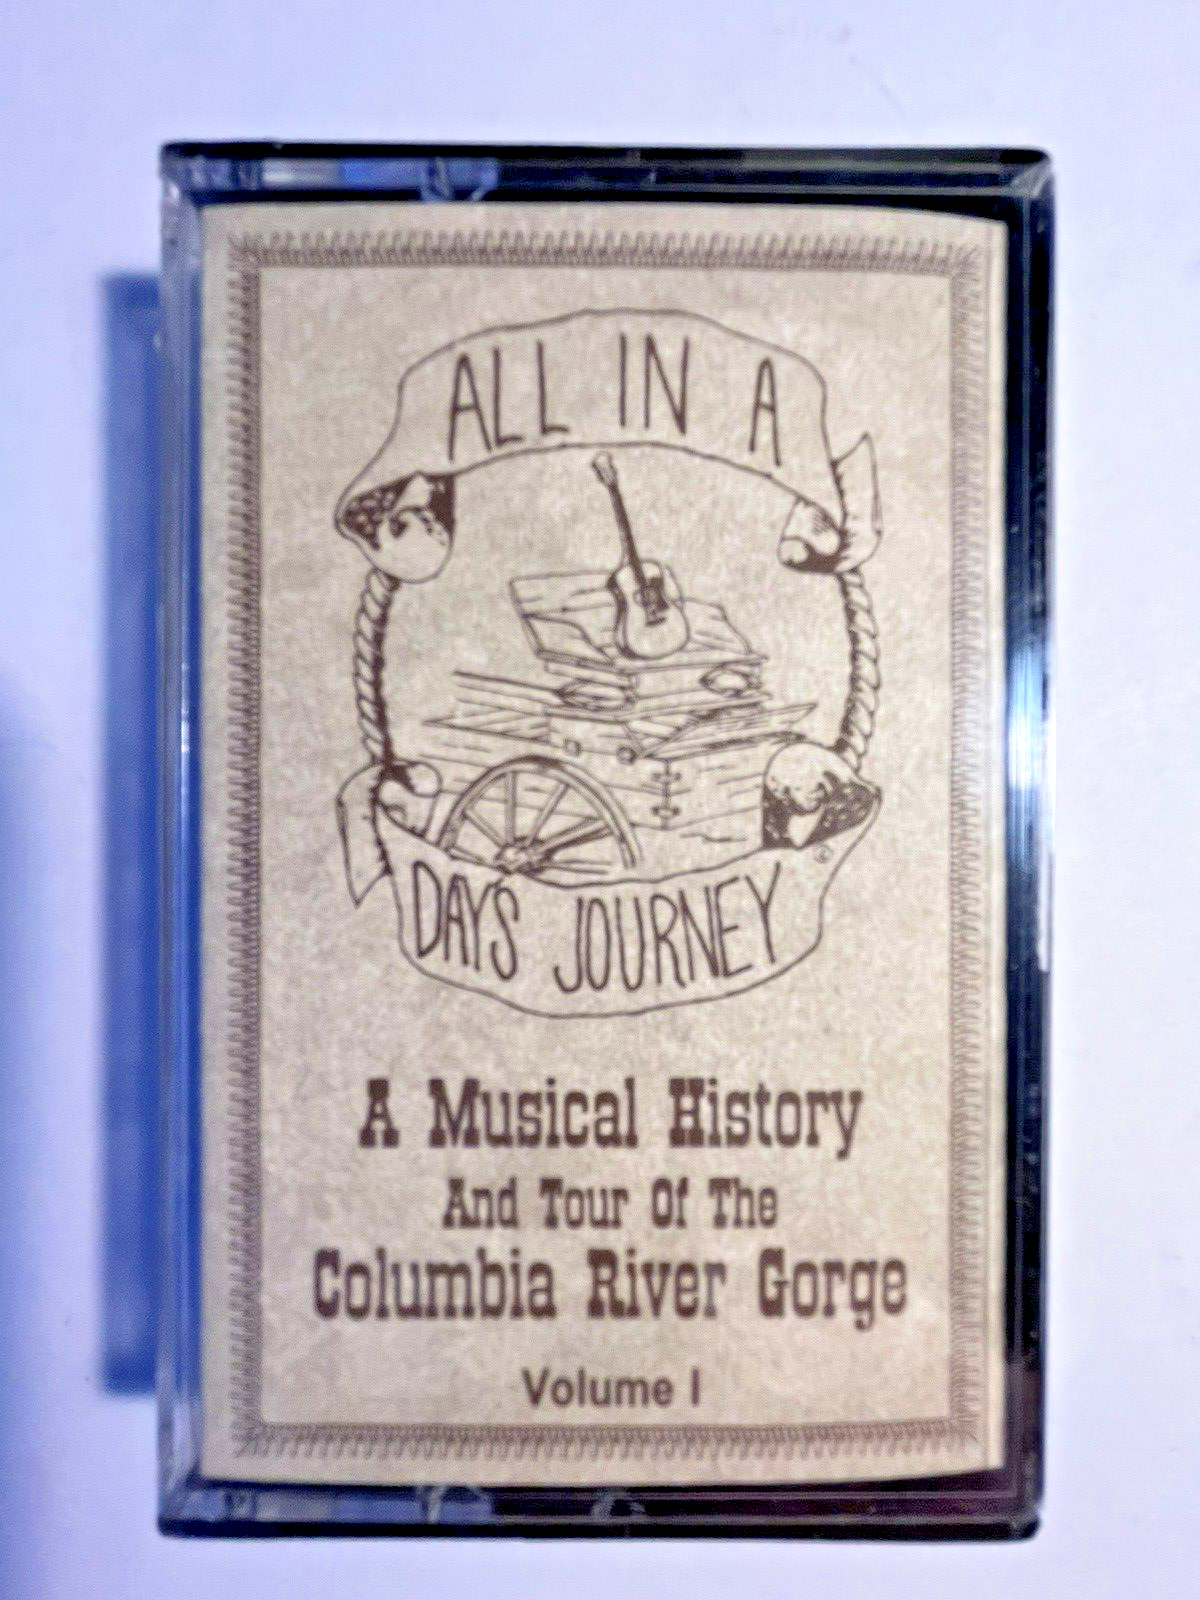 ALL IN A
DAY'S JOURNEY
A Musical History
And Tour Of The
Columbia River Gorge
Volume I